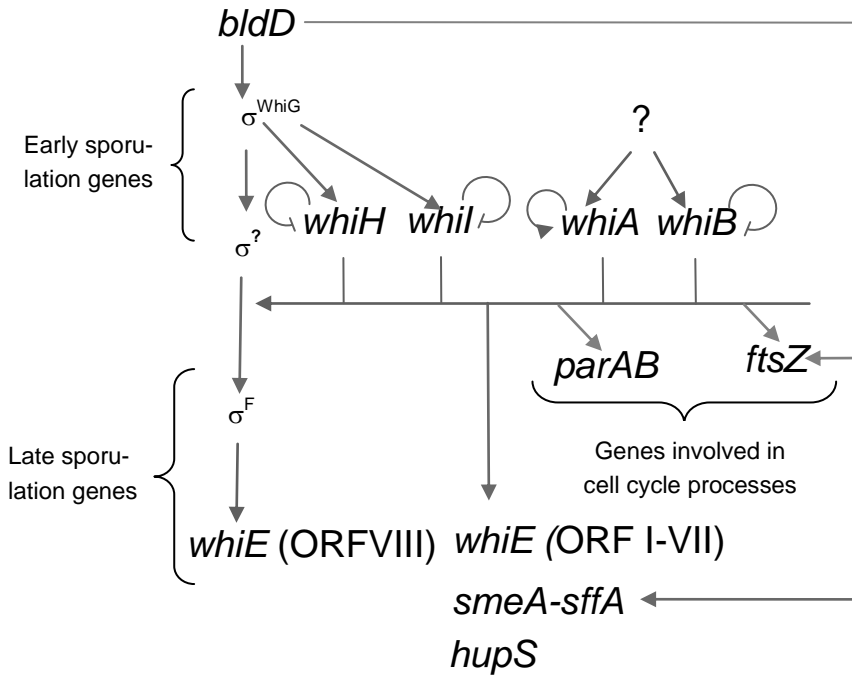 bldD
σWhiG
?
Early sporu-
lation genes
whiH whiI whiA whiB
σ?
parAB ftsZ
σF
Late sporu-
lation genes
Genes involved in
cell cycle processes
whiE (ORFVIII) whiE (ORF I-VII)
smeA-sffA
hupS